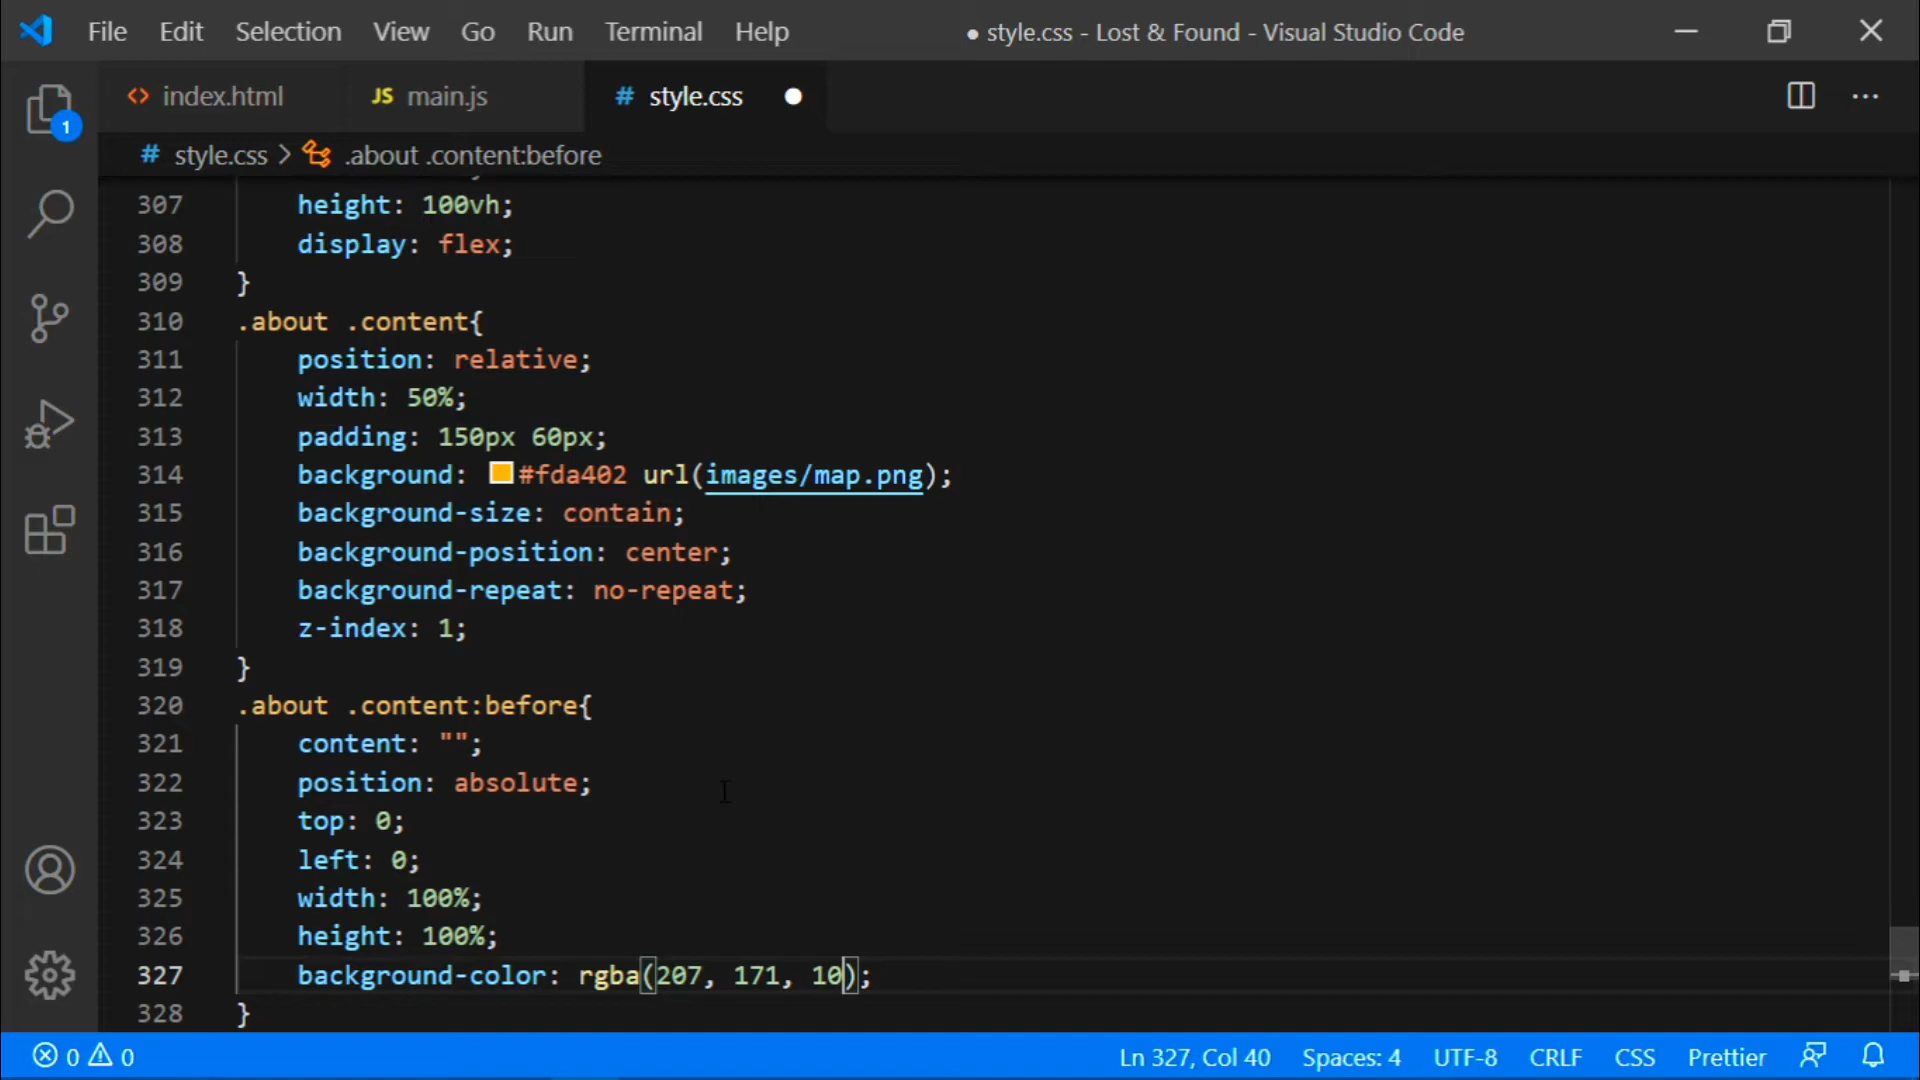 File Edit Selection View Go Run Terminal Help
● style.css - Lost & Found - Visual Studio Code
1
<> index.html
JS main.js
# style.css ●
# style.css > .about .content:before
307 height: 100vh;
308 display: flex;
309 }
310 .about .content{
311 position: relative;
312 width: 50%;
313 padding: 150px 60px;
314 background: #fda402 url(images/map.png);
315 background-size: contain;
316 background-position: center;
317 background-repeat: no-repeat;
318 z-index: 1;
319 }
320 .about .content:before{
321 content: "";
322 position: absolute;
323 top: 0;
324 left: 0;
325 width: 100%;
326 height: 100%;
327 background-color: rgba(207, 171, 10);
328 }
0 0 Ln 327, Col 40 Spaces: 4 UTF-8 CRLF CSS Prettier